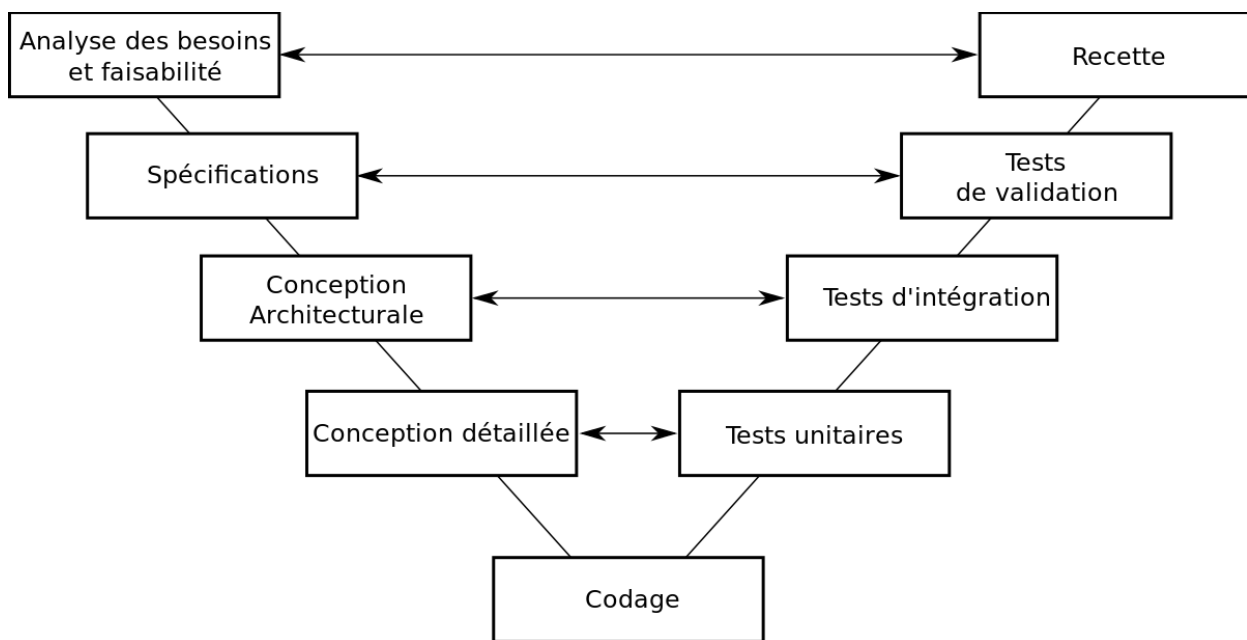 Analyse des besoins
et faisabilité
Recette
Spécifications
Tests
de validation
Conception
Architecturale
Tests d'intégration
Conception détaillée
Tests unitaires
Codage